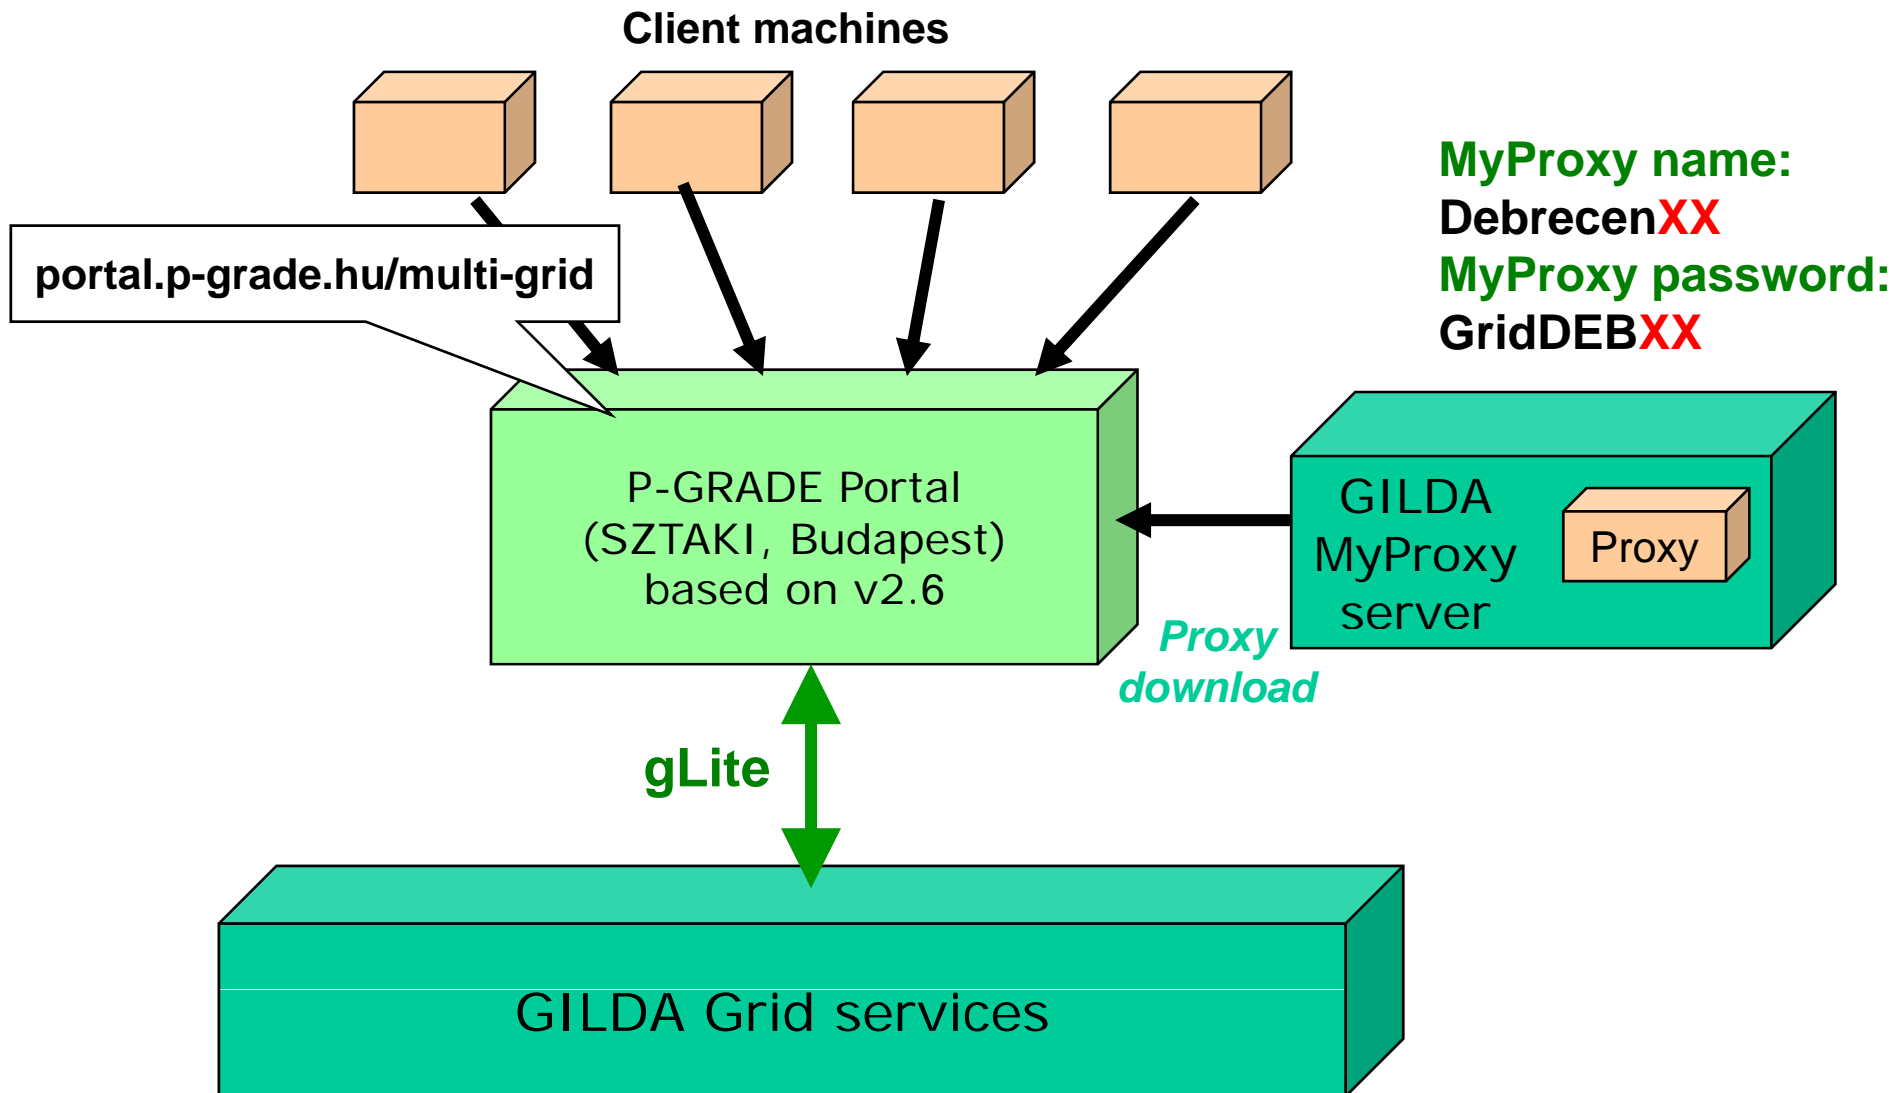 Client machines
MyProxy name:
DebrecenXX
MyProxy password:
GridDEBXX
portal.p-grade.hu/multi-grid
P-GRADE Portal
(SZTAKI, Budapest)
based on v2.6
GILDA
MyProxy
server
Proxy
Proxy
download
gLite
GILDA Grid services